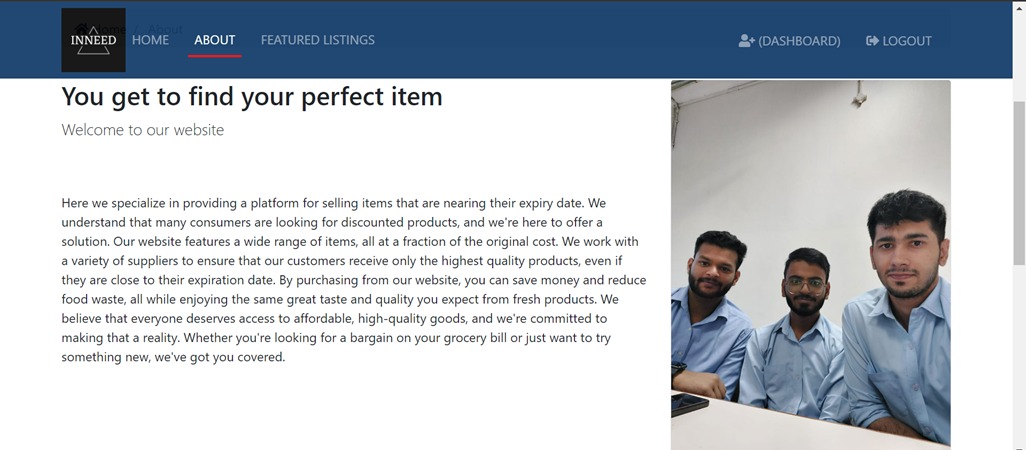 Home / About
INNEED
HOME
ABOUT
FEATURED LISTINGS
(DASHBOARD)
LOGOUT
You get to find your perfect item
Welcome to our website
Here we specialize in providing a platform for selling items that are nearing their expiry date. We
understand that many consumers are looking for discounted products, and we're here to offer a
solution. Our website features a wide range of items, all at a fraction of the original cost. We work with
a variety of suppliers to ensure that our customers receive only the highest quality products, even if
they are close to their expiration date. By purchasing from our website, you can save money and reduce
food waste, all while enjoying the same great taste and quality you expect from fresh products. We
believe that everyone deserves access to affordable, high-quality goods, and we're committed to
making that a reality. Whether you're looking for a bargain on your grocery bill or just want to try
something new, we've got you covered.